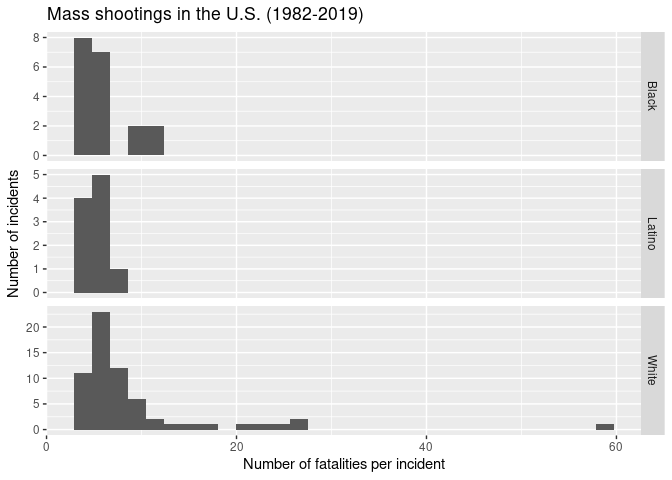 Mass shootings in the U.S. (1982-2019)
Number of incidents
8
6
4
2
0
Black
5
4
3
2
1
0
Latino
20
15
10
5
0
White
0 20 40 60
Number of fatalities per incident